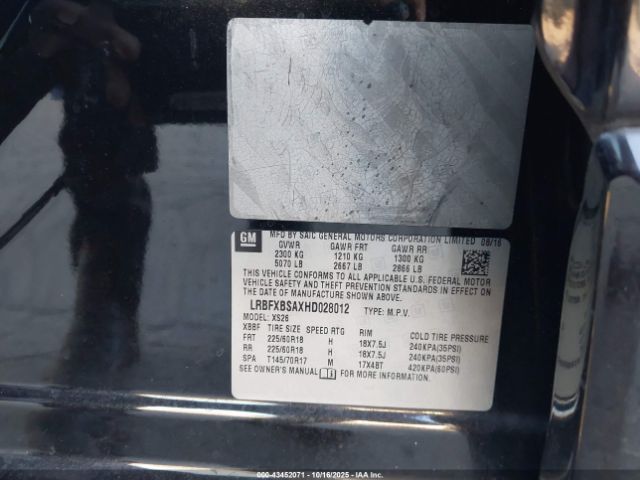 MFD BY SAIC GENERAL MOTORS CORPORATION LIMITED 08/16
GM
GVWR GAWR FRT GAWR RR
2300 KG 1210 KG 1300 KG
5070 LB 2667 LB 2866 LB
THIS VEHICLE CONFORMS TO ALL APPLICABLE U.S. FEDERAL MOTOR
VEHICLE SAFETY AND THEFT PREVENTION STANDARDS IN EFFECT ON
THE DATE OF MANUFACTURE SHOWN ABOVE.
LRBFXBSAXHD028012 TYPE: M.P.V.
MODEL: XS26
XBBF TIRE SIZE SPEED RTG RIM COLD TIRE PRESSURE
FRT 225/60R18 H 18X7.5J 240KPA(35PSI)
RR 225/60R18 H 18X7.5J 240KPA(35PSI)
SPA T145/70R17 M 17X4BT 420KPA(60PSI)
SEE OWNER'S MANUAL FOR MORE INFORMATION.
000-43452071 - 10/16/2025 - ©IAA Inc.